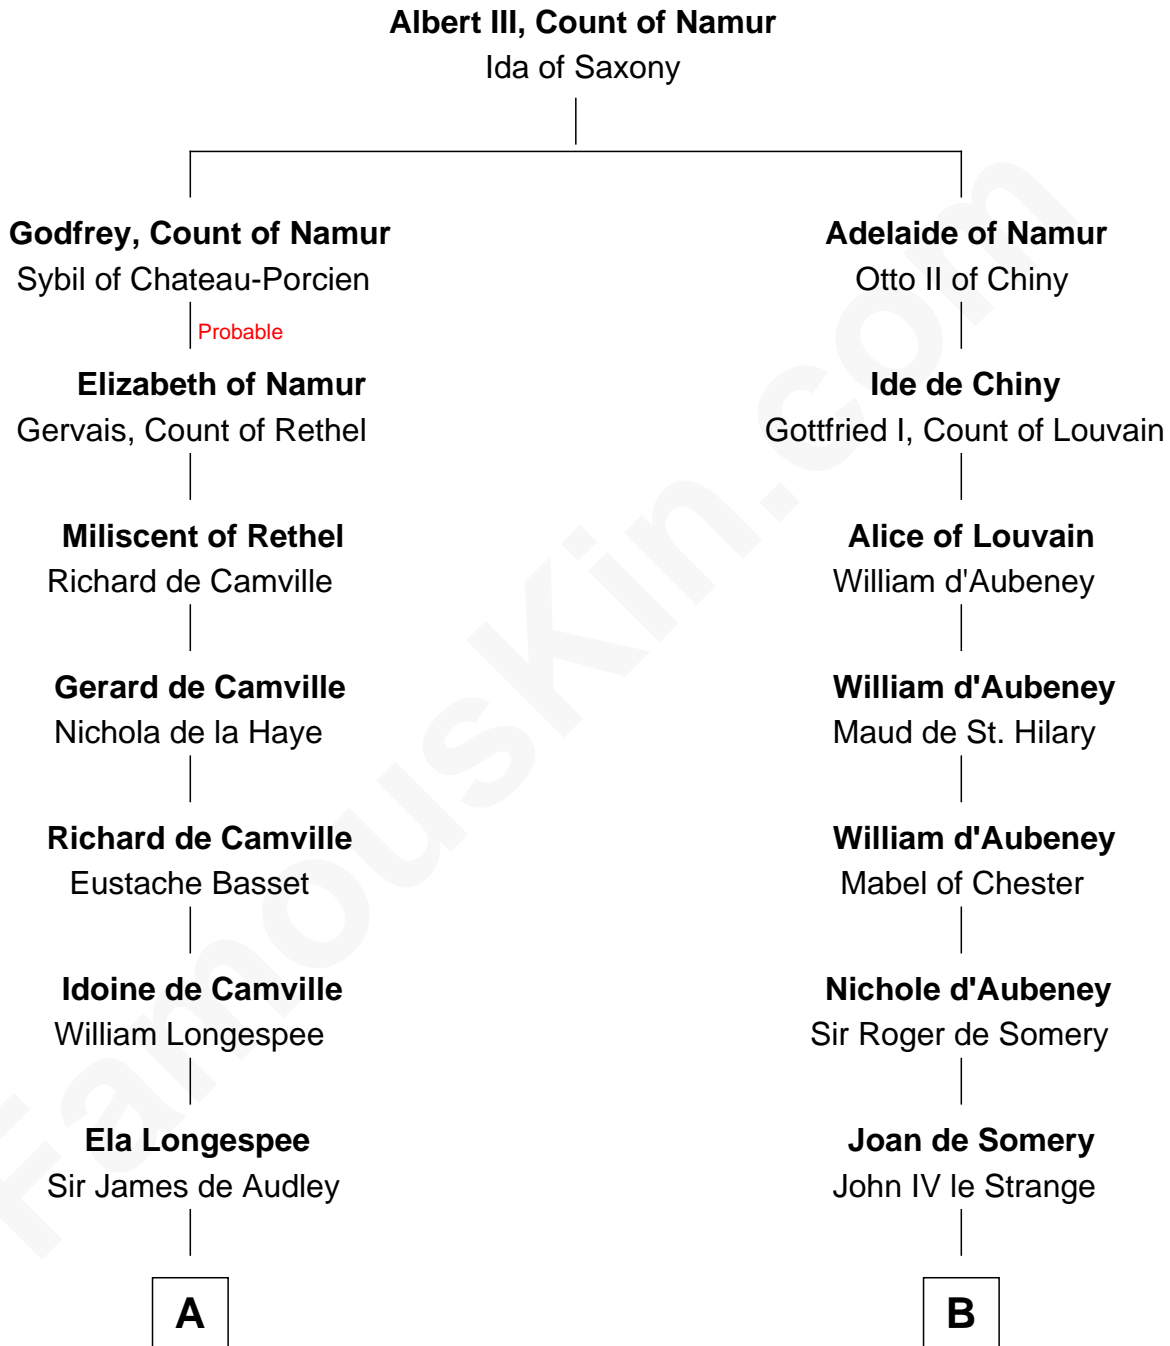 Albert III, Count of Namur
Ida of Saxony
Godfrey, Count of Namur
Sybil of Chateau-Porcien
Probable
Elizabeth of Namur
Gervais, Count of Rethel
Miliscent of Rethel
Richard de Camville
Gerard de Camville
Nichola de la Haye
Richard de Camville
Eustache Basset
Idoine de Camville
William Longespee
Ela Longespee
Sir James de Audley
A
Adelaide of Namur
Otto II of Chiny
Ide de Chiny
Gottfried I, Count of Louvain
Alice of Louvain
William d'Aubeney
William d'Aubeney
Maud de St. Hilary
William d'Aubeney
Mabel of Chester
Nichole d'Aubeney
Sir Roger de Somery
Joan de Somery
John IV le Strange
B
FamousKin.com